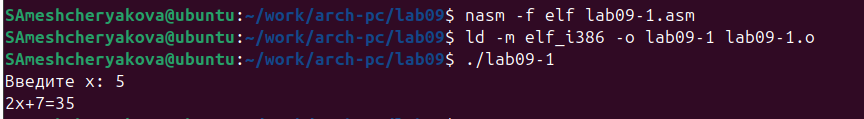 SAmeshcheryakova@ubuntu:~/work/arch-pc/lab09$ nasm -f elf lab09-1.asm
SAmeshcheryakova@ubuntu:~/work/arch-pc/lab09$ ld -m elf_i386 -o lab09-1 lab09-1.o
SAmeshcheryakova@ubuntu:~/work/arch-pc/lab09$ ./lab09-1
Введите x: 5
2x+7=35